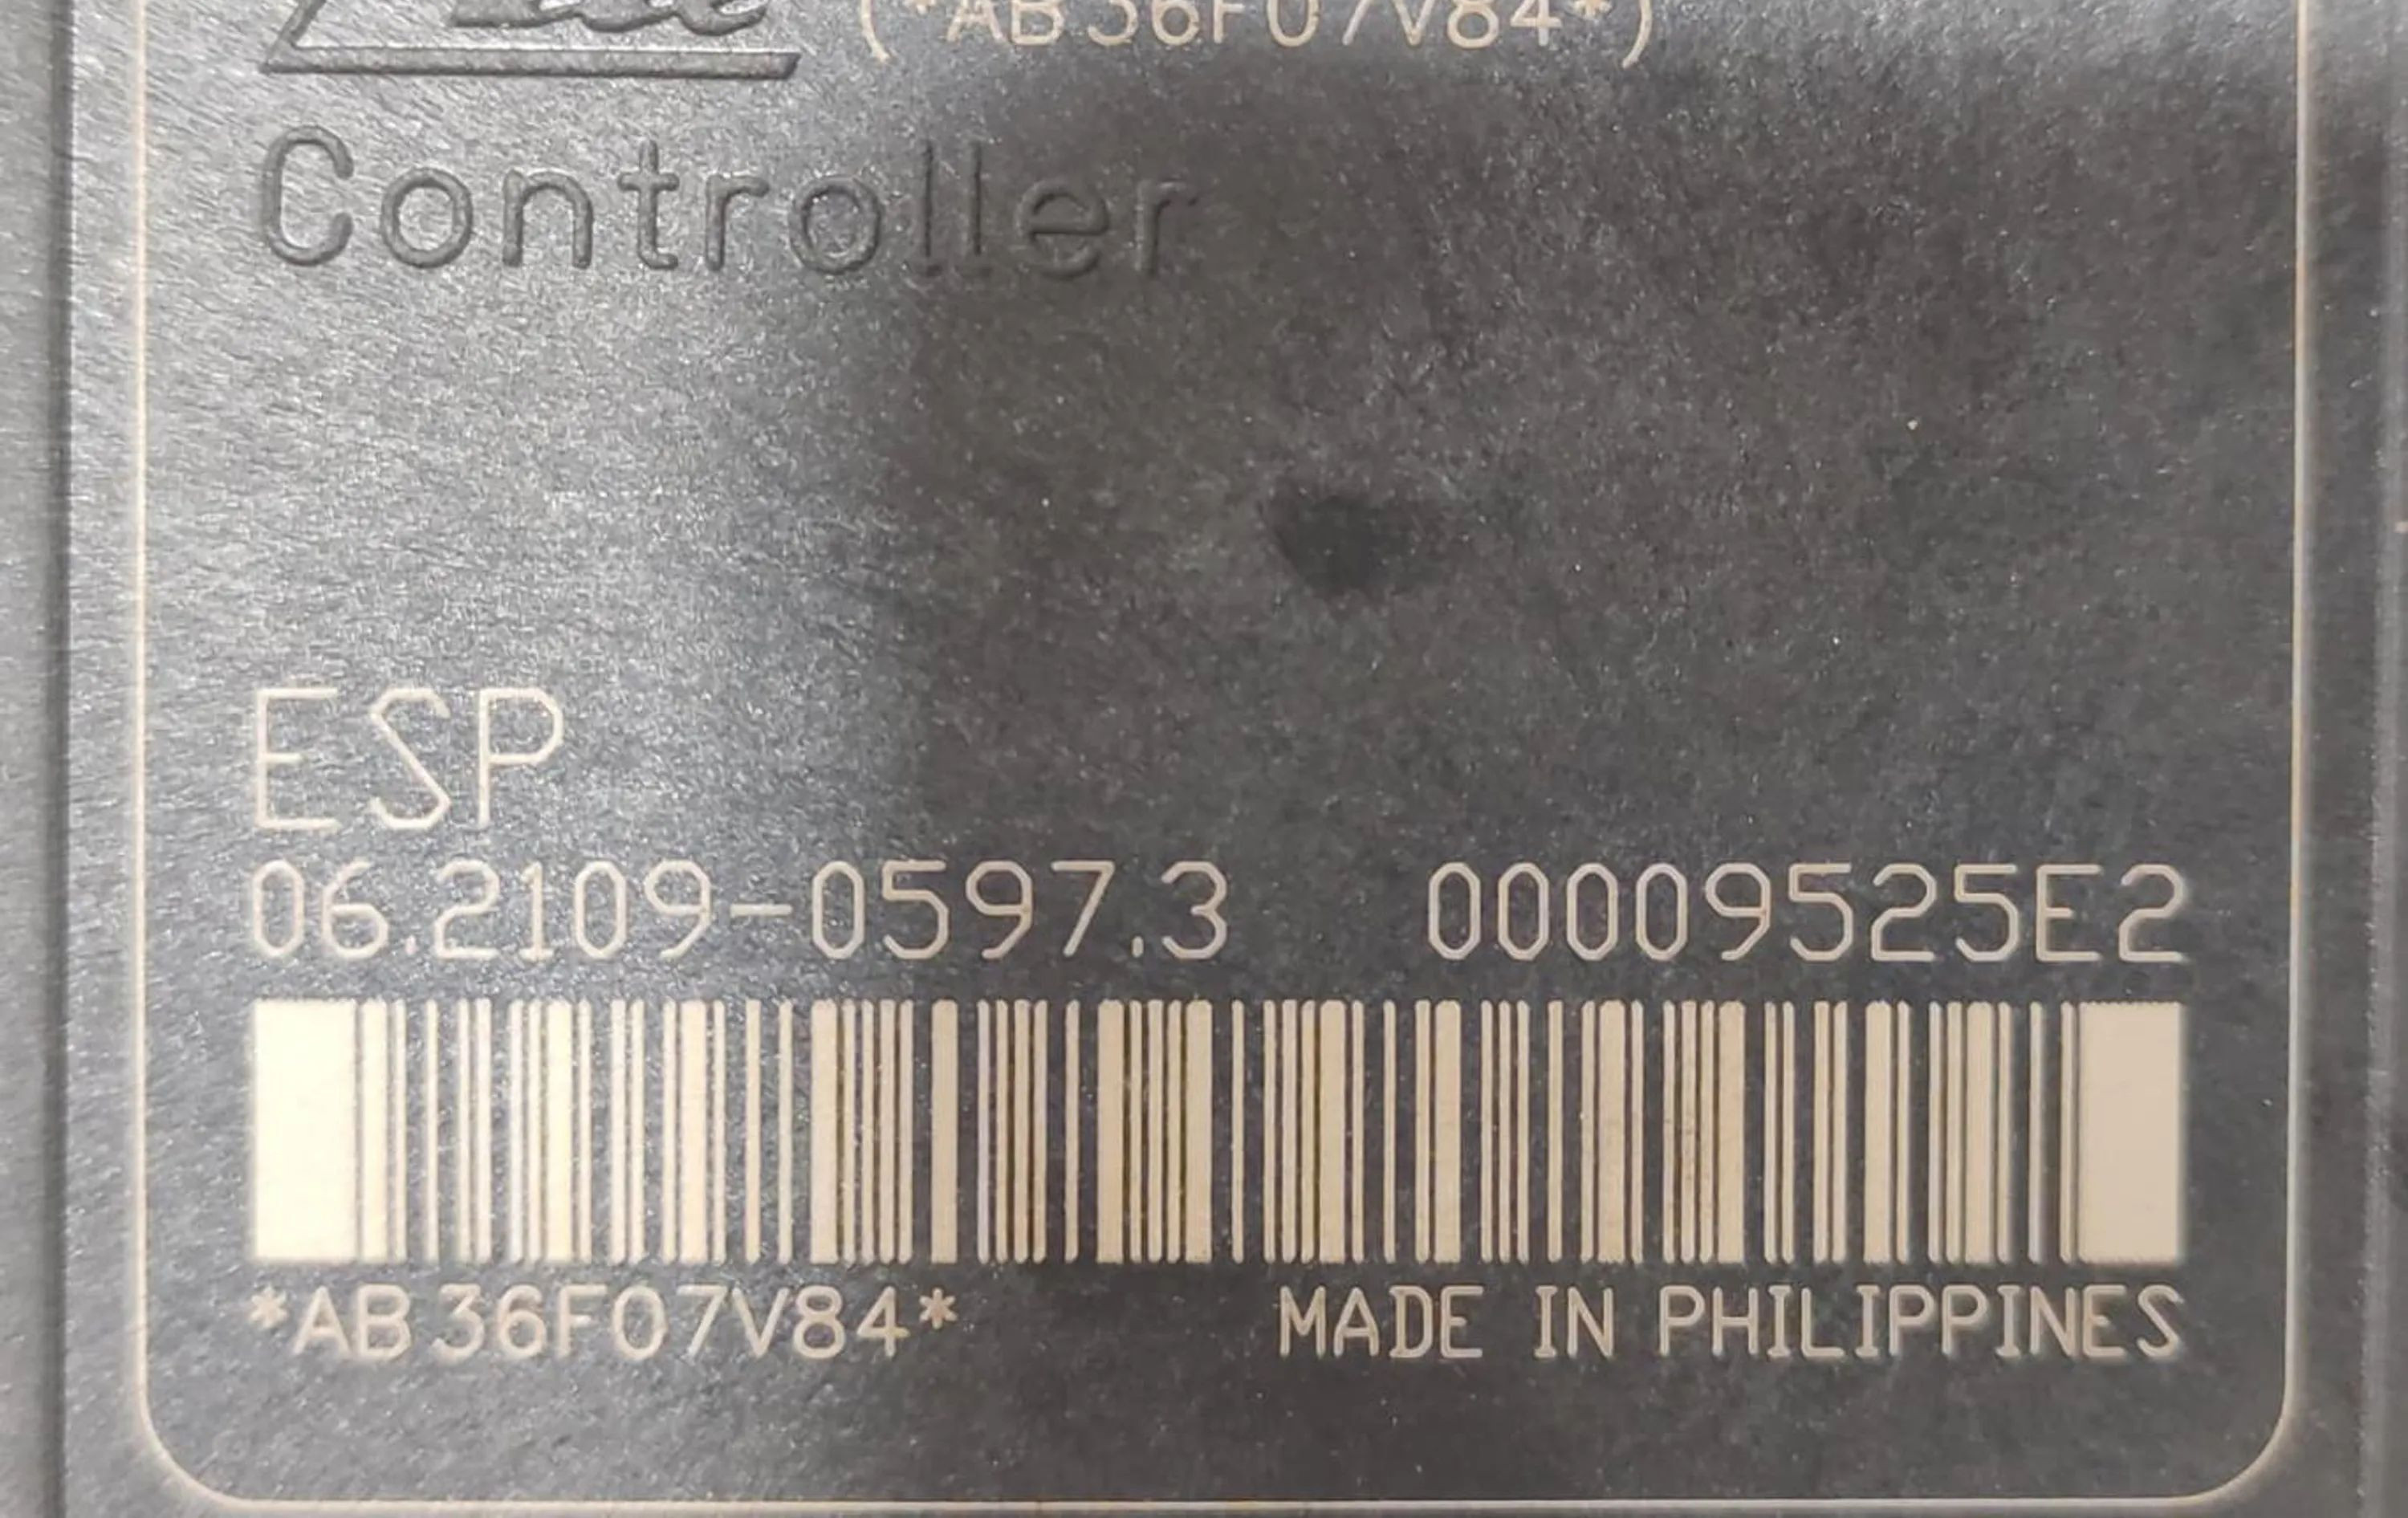 (*AB36F07V84*)
Controller
ESP
06.2109-0597.3 00009525E2
*AB36F07V84* MADE IN PHILIPPINES